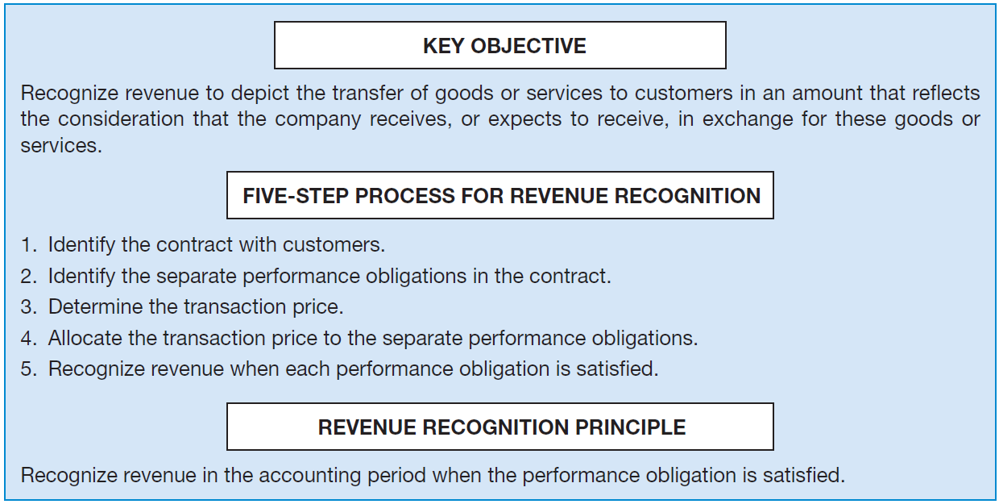 KEY OBJECTIVE
Recognize revenue to depict the transfer of goods or services to customers in an amount that reflects
the consideration that the company receives, or expects to receive, in exchange for these goods or
services.
FIVE-STEP PROCESS FOR REVENUE RECOGNITION
1. Identify the contract with customers.
2. Identify the separate performance obligations in the contract.
3. Determine the transaction price.
4. Allocate the transaction price to the separate performance obligations.
5. Recognize revenue when each performance obligation is satisfied.
REVENUE RECOGNITION PRINCIPLE
Recognize revenue in the accounting period when the performance obligation is satisfied.